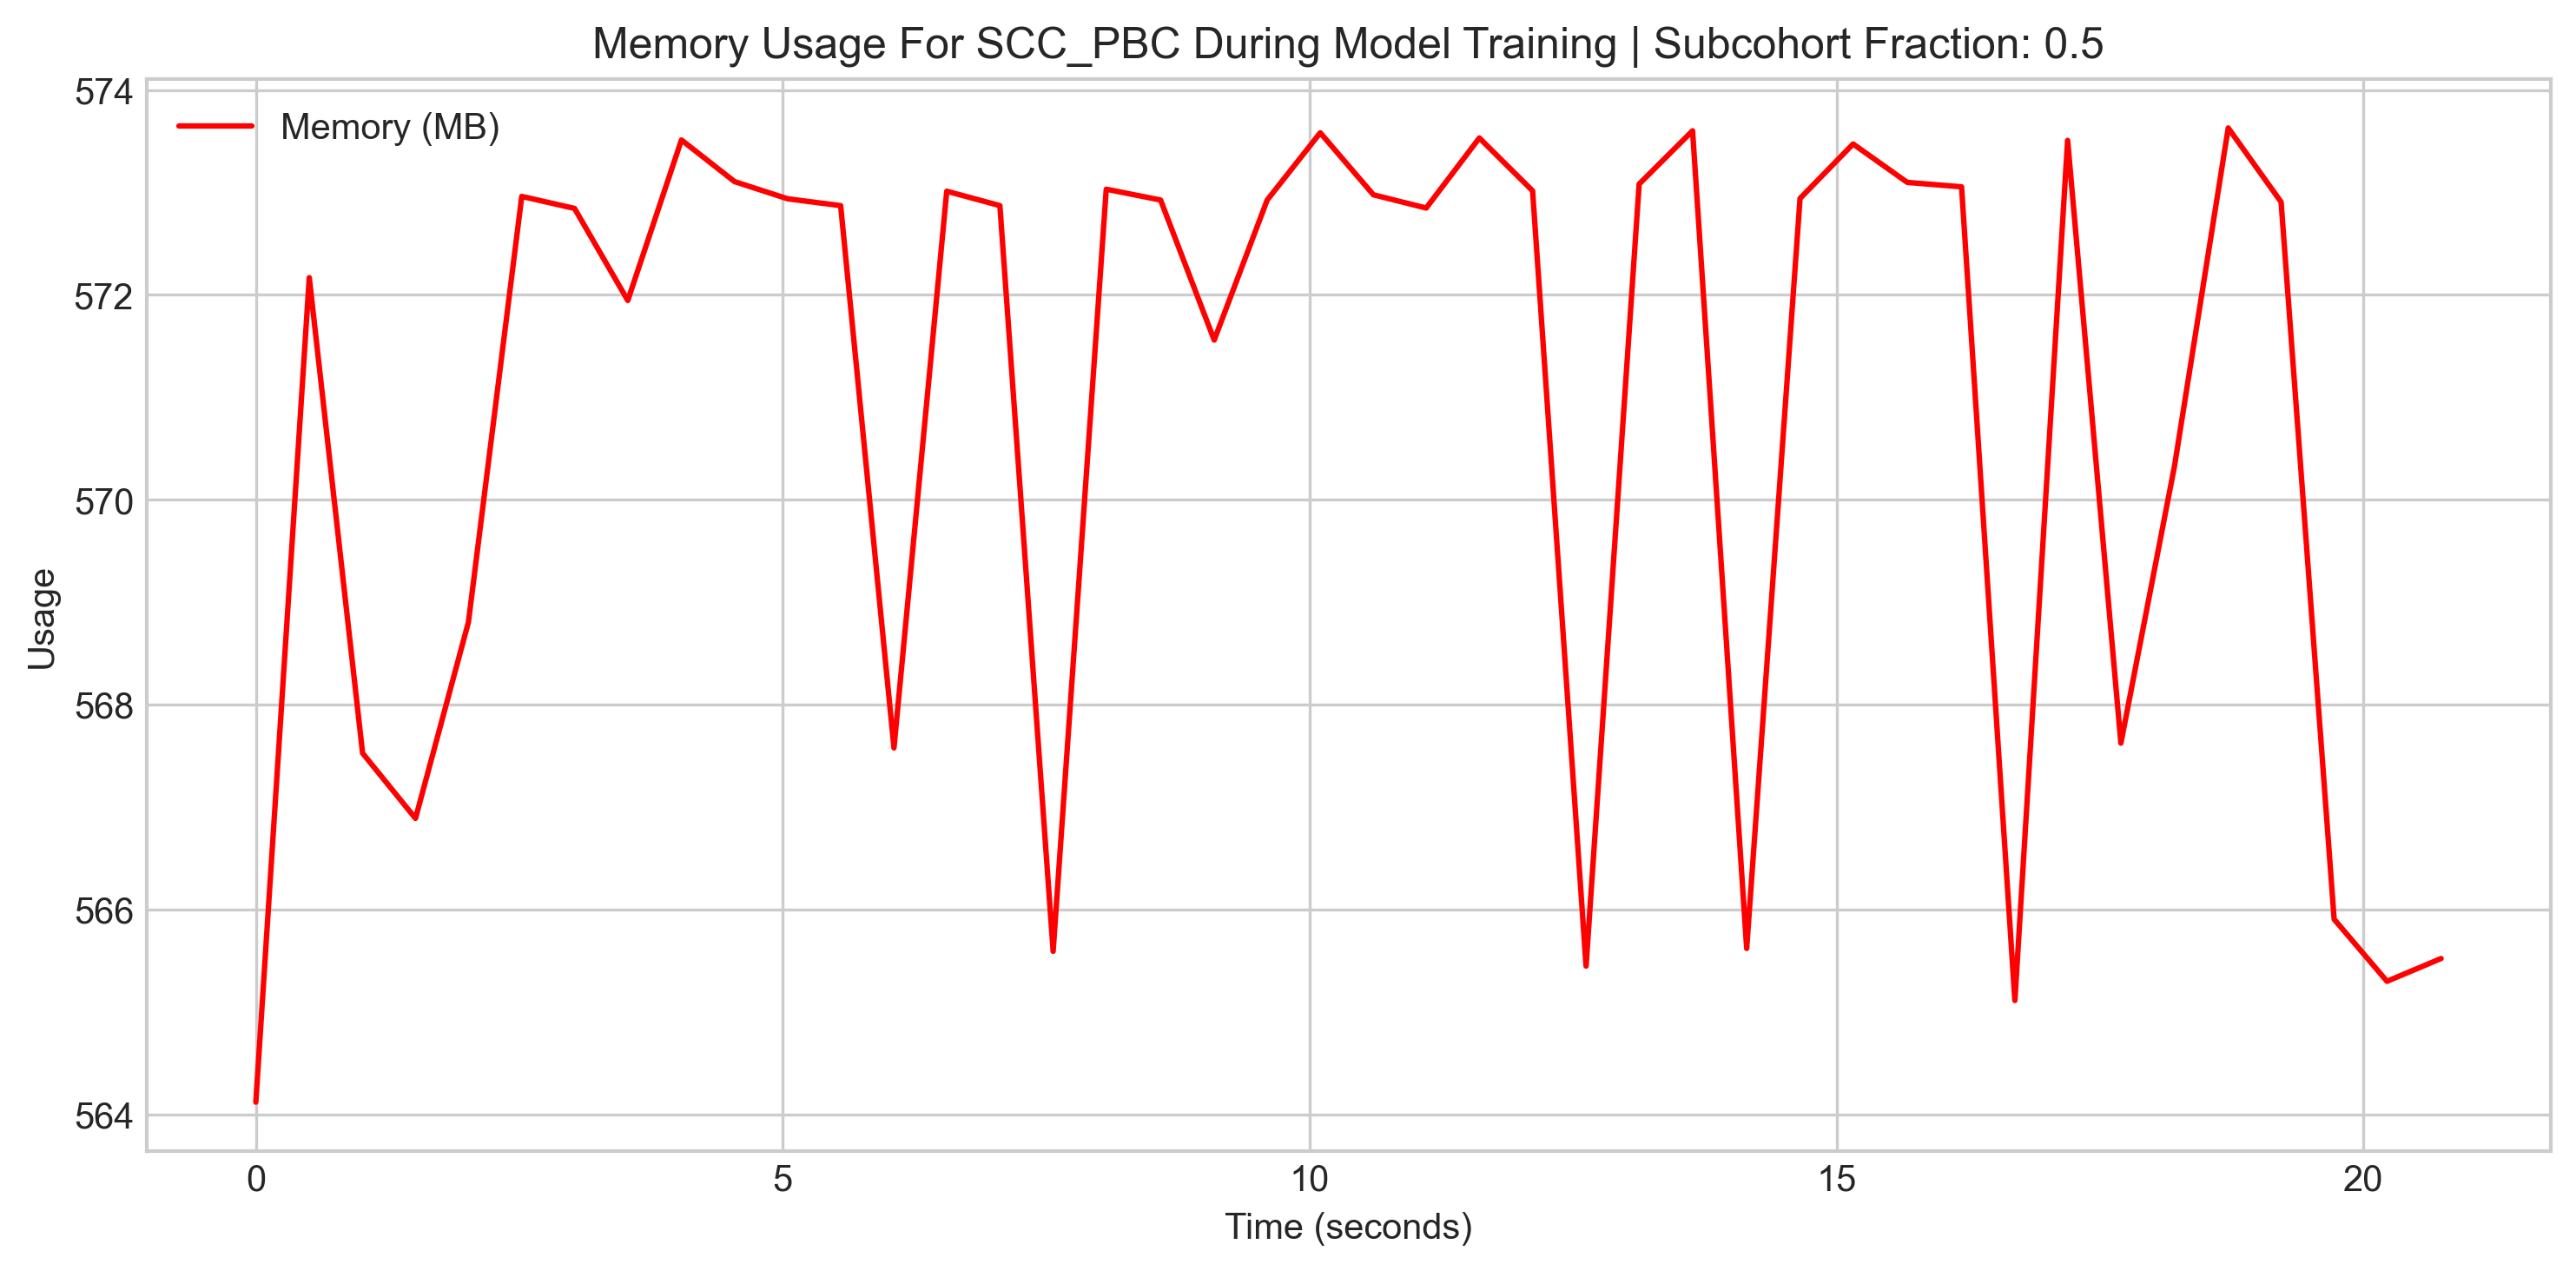 Memory Usage For SCC_PBC During Model Training | Subcohort Fraction: 0.5
Memory (MB)
574
572
570
568
566
564
Usage
0 5 10 15 20
Time (seconds)